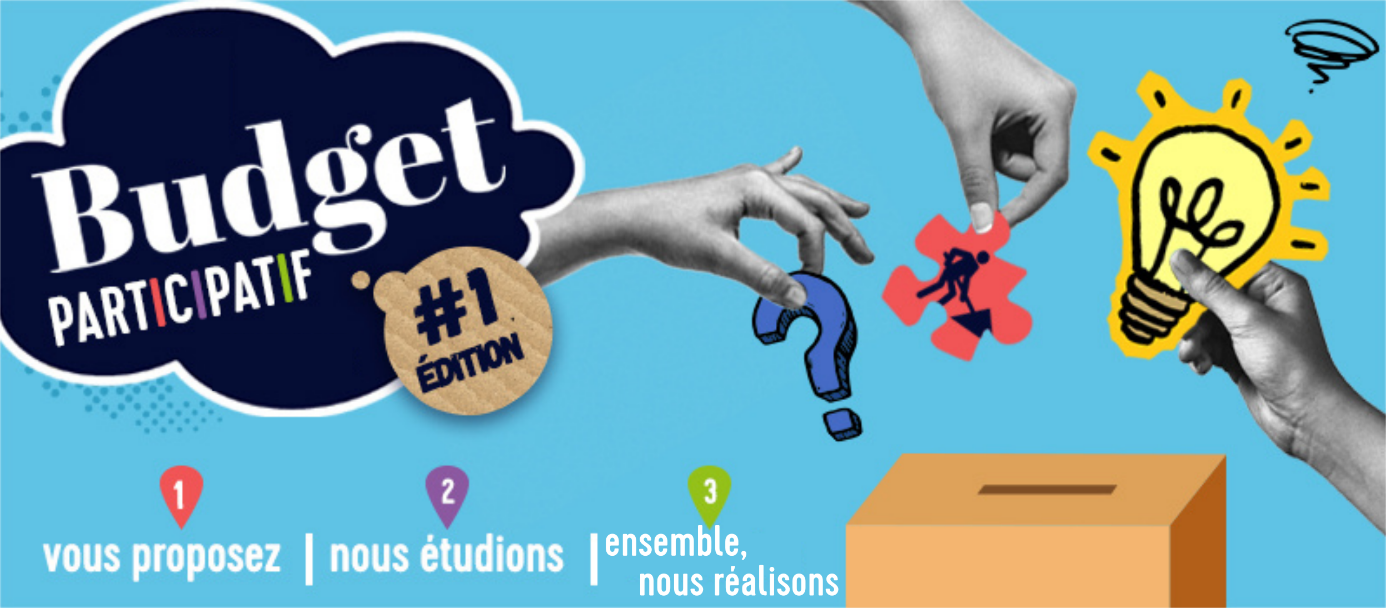 Budget
PARTICIPATIF
#1
ÉDITION
1
vous proposez
2
nous étudions
3
ensemble,
nous réalisons